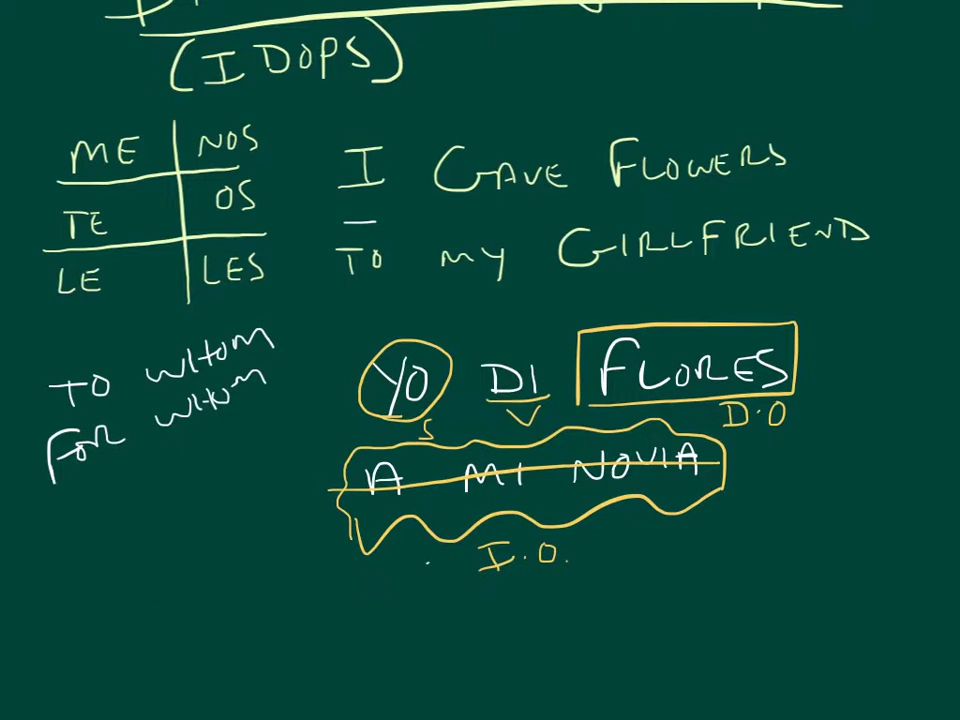 (IDOPS)
ME NOS
TE OS
LE LES
I GAVE FLOWERS
TO MY GIRLFRIEND
TO WHOM
FOR WHOM
YO DI FLORES
S V D.O
A MI NOVIA
I.O.